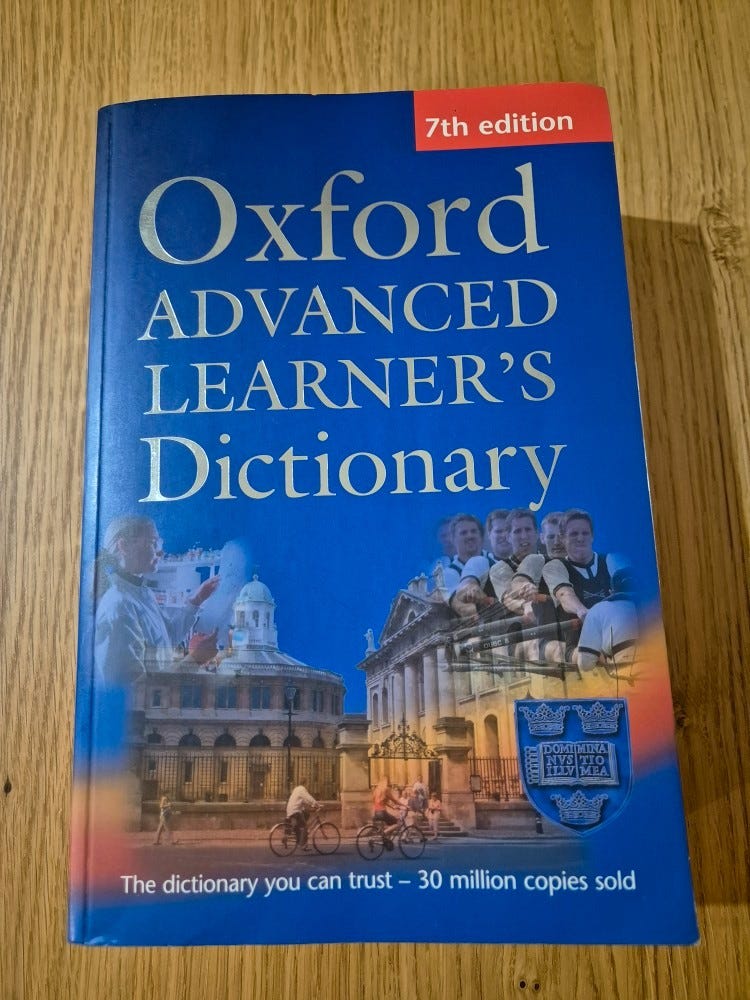 7th edition
Oxford
ADVANCED
LEARNER'S
Dictionary
DOMI MINA
NVS TIO
ILLV MEA
The dictionary you can trust – 30 million copies sold